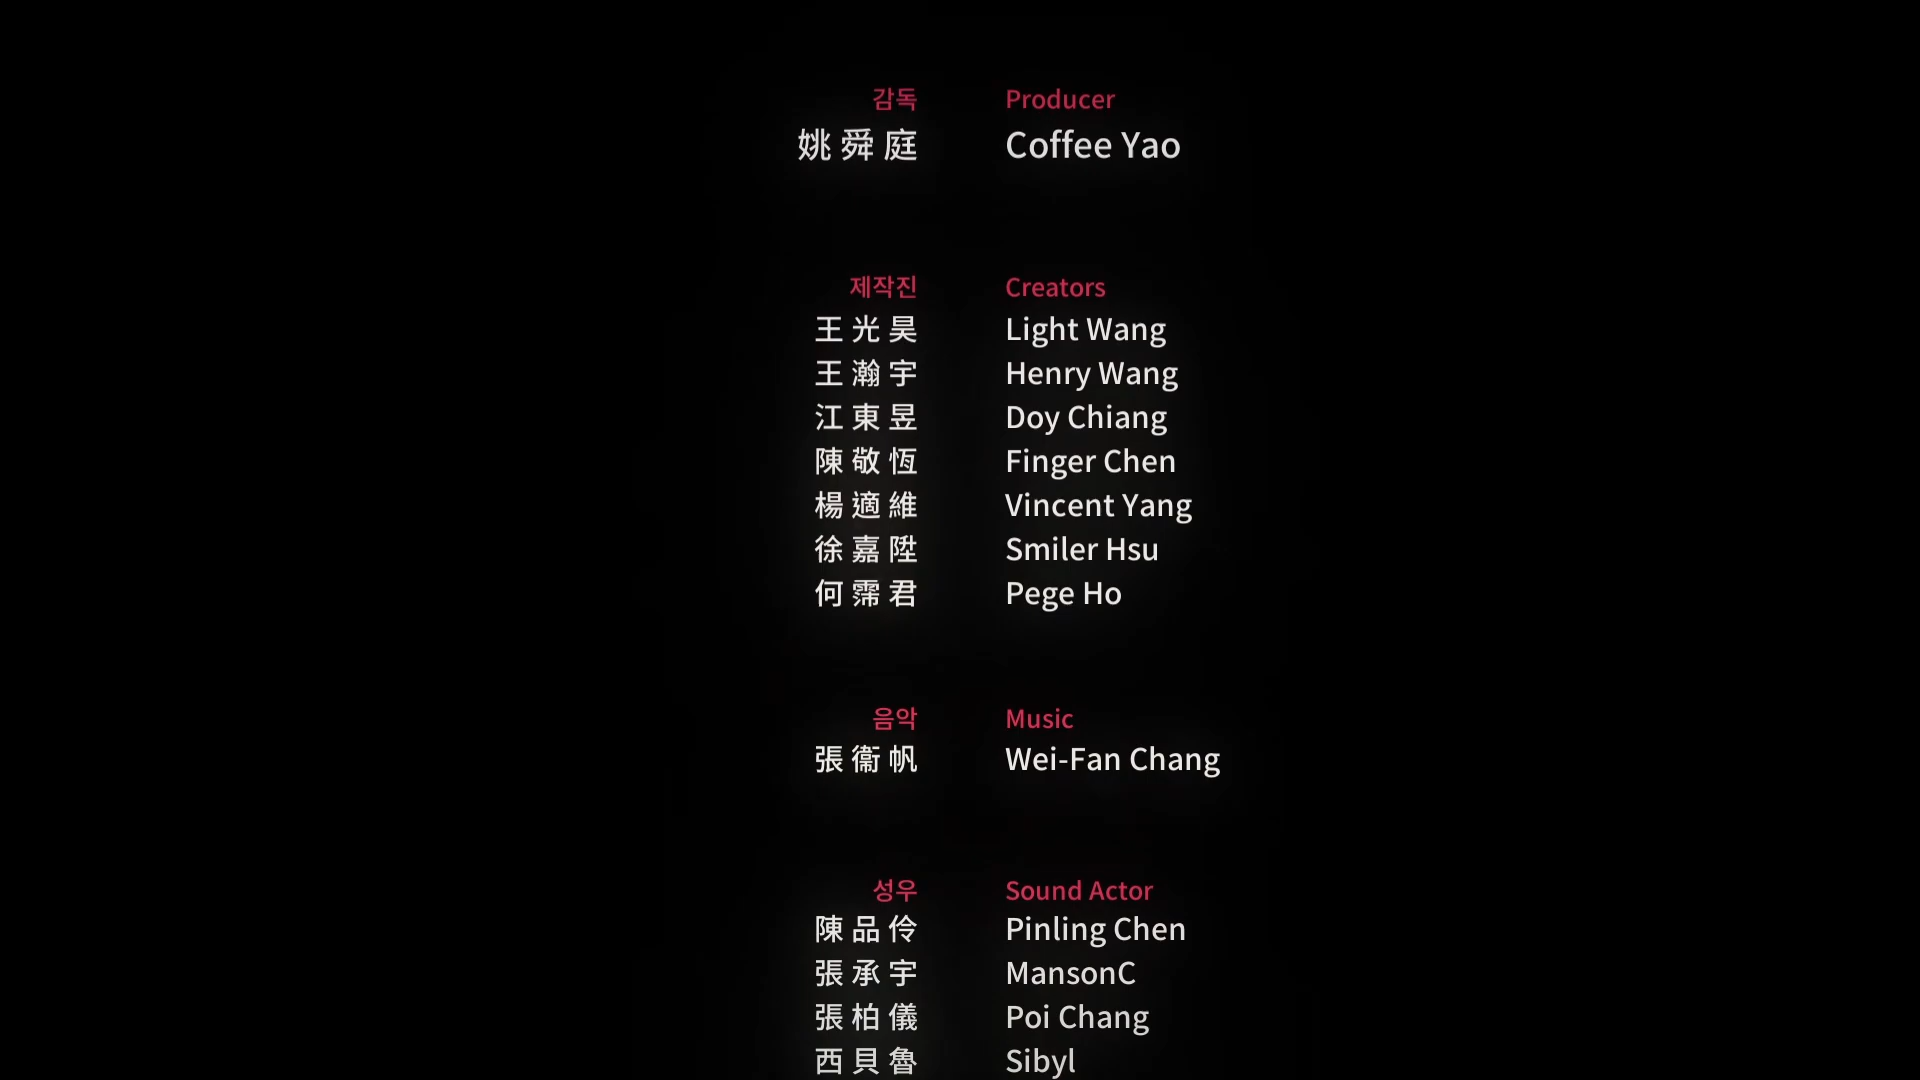 감독 Producer
姚舜庭 Coffee Yao
제작진 Creators
王光昊 Light Wang
王瀚宇 Henry Wang
江東昱 Doy Chiang
陳敬恆 Finger Chen
楊適維 Vincent Yang
徐嘉陞 Smiler Hsu
何霈君 Pege Ho
음악 Music
張衞帆 Wei-Fan Chang
성우 Sound Actor
陳品伶 Pinling Chen
張承宇 MansonC
張柏儀 Poi Chang
西貝魯 Sibyl